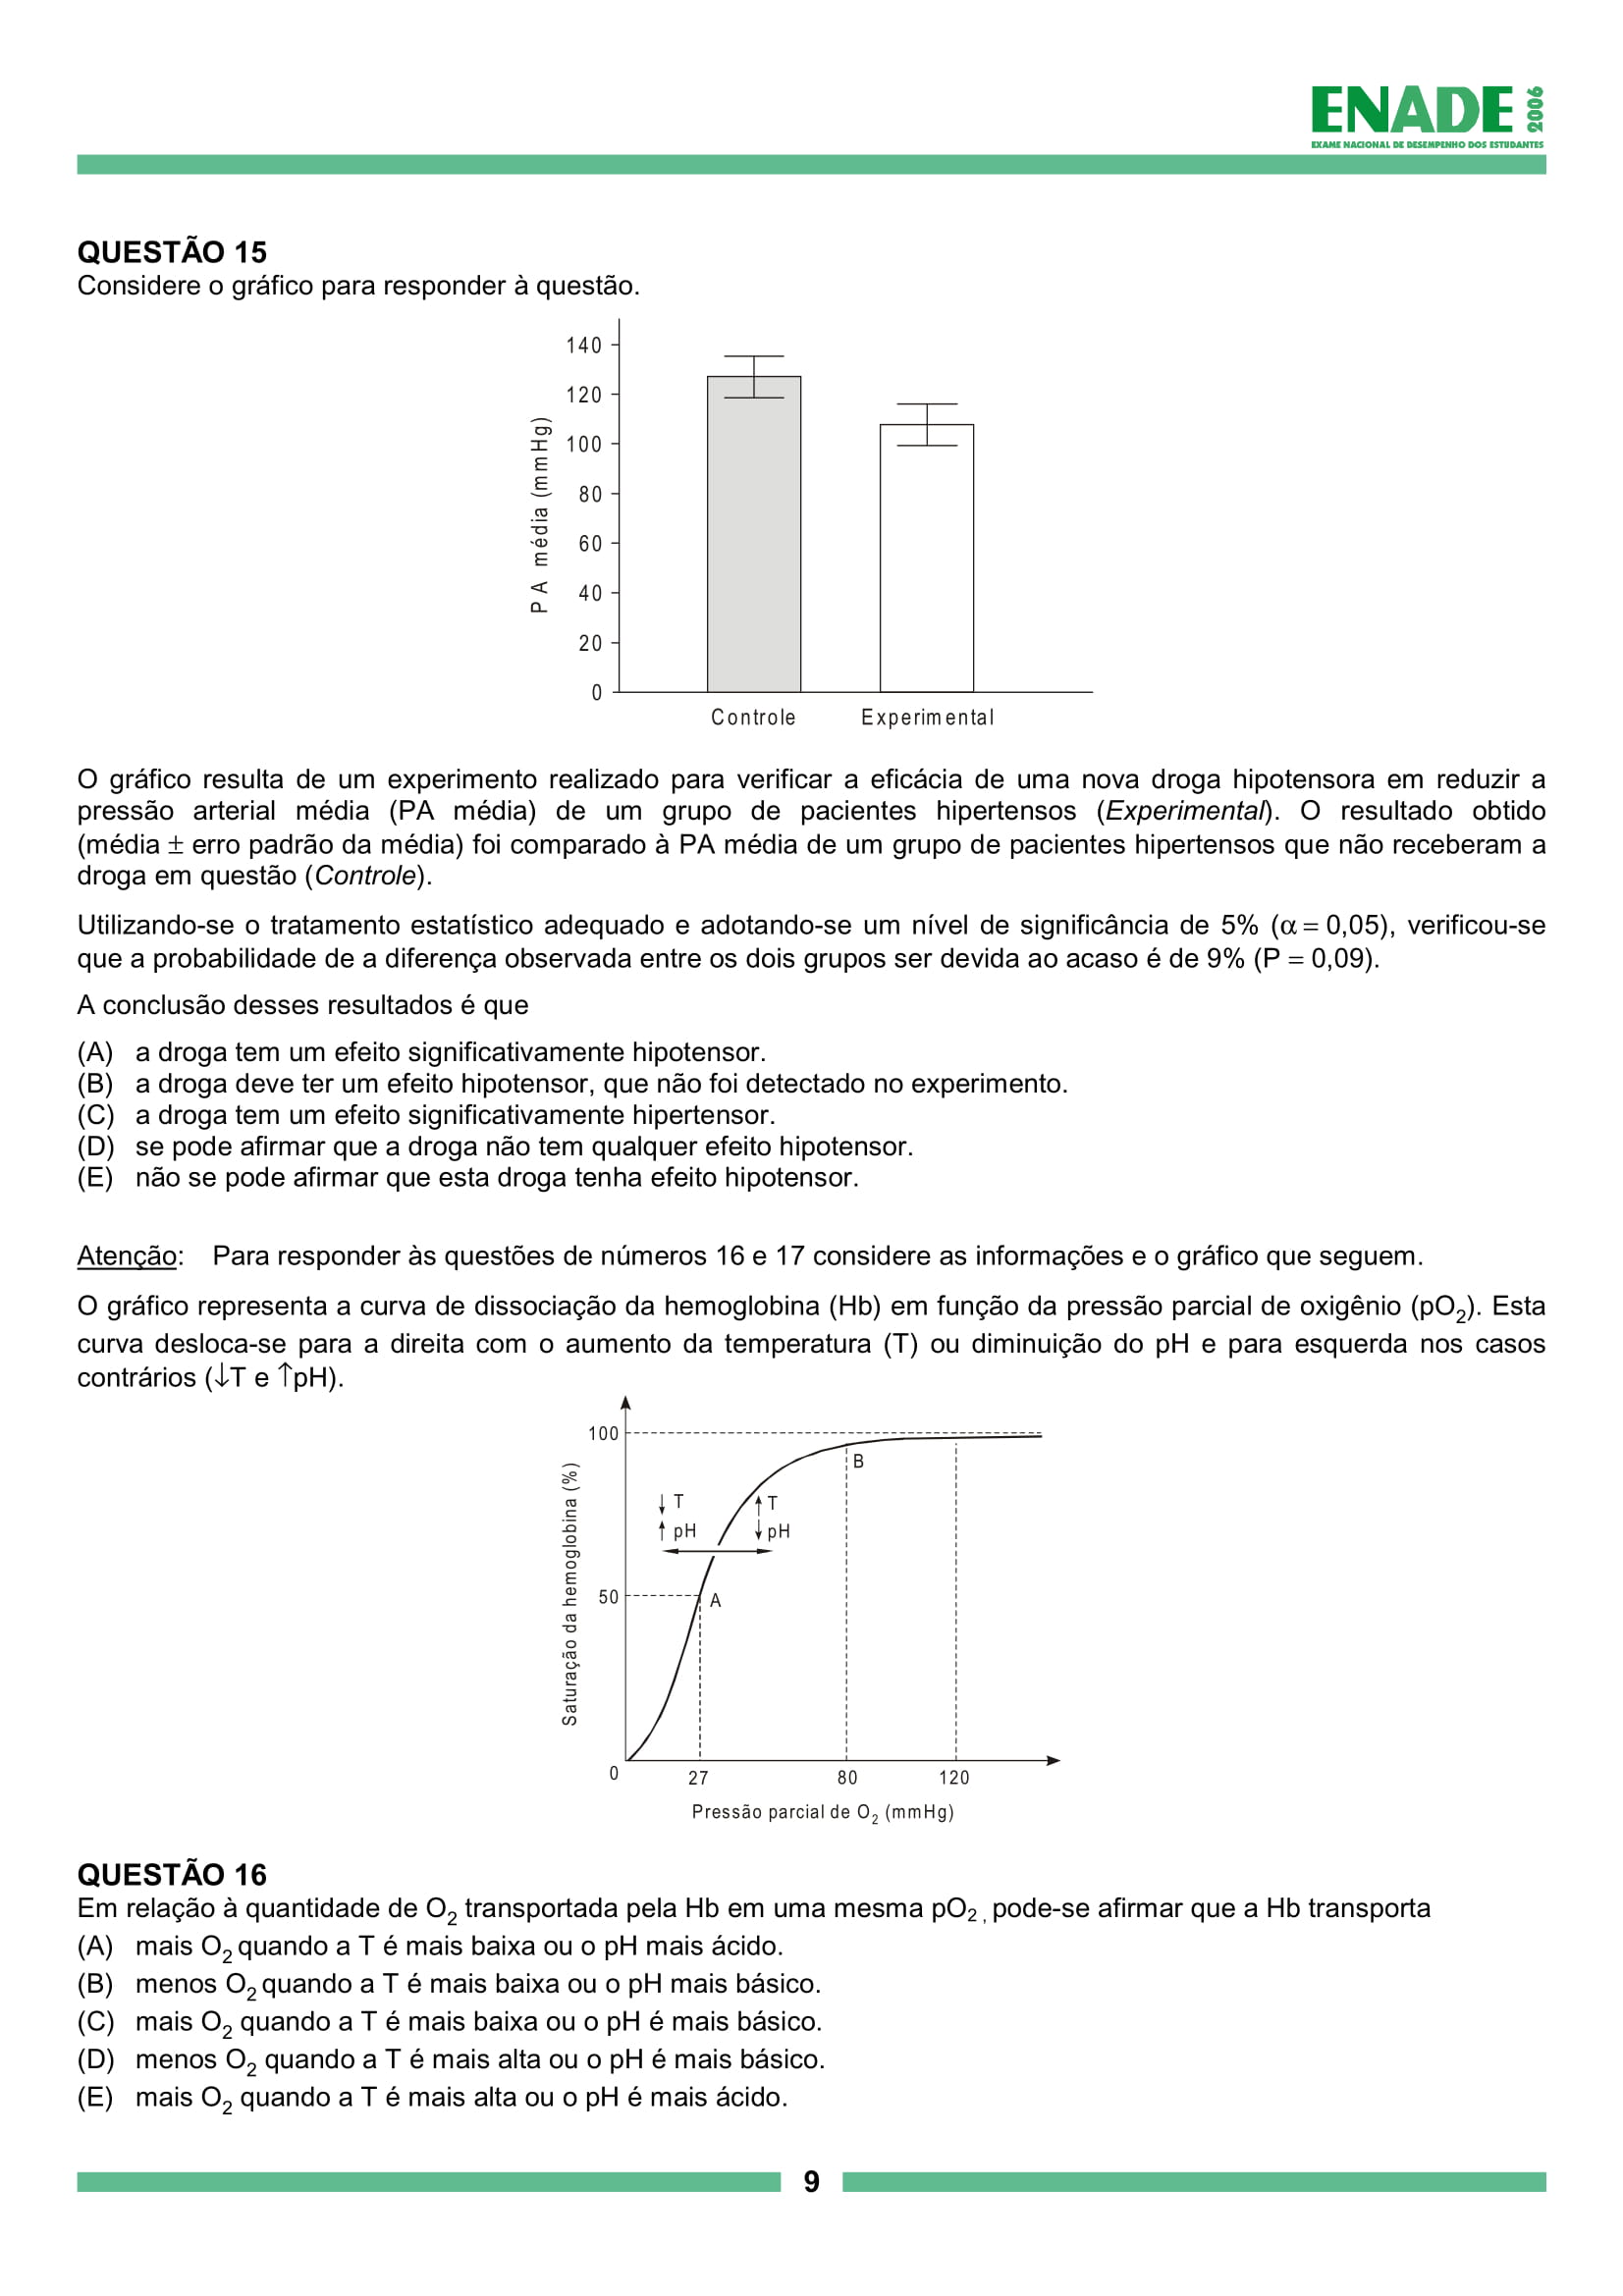 ENADE 2006
EXAME NACIONAL DE DESEMPENHO DOS ESTUDANTES
QUESTÃO 15
Considere o gráfico para responder à questão.
140
120
100
80
60
40
20
0
PA média (mmHg)
Controle
Experimental
O gráfico resulta de um experimento realizado para verificar a eficácia de uma nova droga hipotensora em reduzir a
pressão arterial média (PA média) de um grupo de pacientes hipertensos (Experimental). O resultado obtido
(média ± erro padrão da média) foi comparado à PA média de um grupo de pacientes hipertensos que não receberam a
droga em questão (Controle).
Utilizando-se o tratamento estatístico adequado e adotando-se um nível de significância de 5% (α = 0,05), verificou-se
que a probabilidade de a diferença observada entre os dois grupos ser devida ao acaso é de 9% (P = 0,09).
A conclusão desses resultados é que
(A) a droga tem um efeito significativamente hipotensor.
(B) a droga deve ter um efeito hipotensor, que não foi detectado no experimento.
(C) a droga tem um efeito significativamente hipertensor.
(D) se pode afirmar que a droga não tem qualquer efeito hipotensor.
(E) não se pode afirmar que esta droga tenha efeito hipotensor.
Atenção: Para responder às questões de números 16 e 17 considere as informações e o gráfico que seguem.
O gráfico representa a curva de dissociação da hemoglobina (Hb) em função da pressão parcial de oxigênio (pO₂). Esta
curva desloca-se para a direita com o aumento da temperatura (T) ou diminuição do pH e para esquerda nos casos
contrários (↓T e ↑pH).
100
B
↓ T
↑ T
↑ pH
↓ pH
50
A
Saturação da hemoglobina (%)
0
27
80
120
Pressão parcial de O₂ (mmHg)
QUESTÃO 16
Em relação à quantidade de O₂ transportada pela Hb em uma mesma pO₂ , pode-se afirmar que a Hb transporta
(A) mais O₂ quando a T é mais baixa ou o pH mais ácido.
(B) menos O₂ quando a T é mais baixa ou o pH mais básico.
(C) mais O₂ quando a T é mais baixa ou o pH é mais básico.
(D) menos O₂ quando a T é mais alta ou o pH é mais básico.
(E) mais O₂ quando a T é mais alta ou o pH é mais ácido.
9